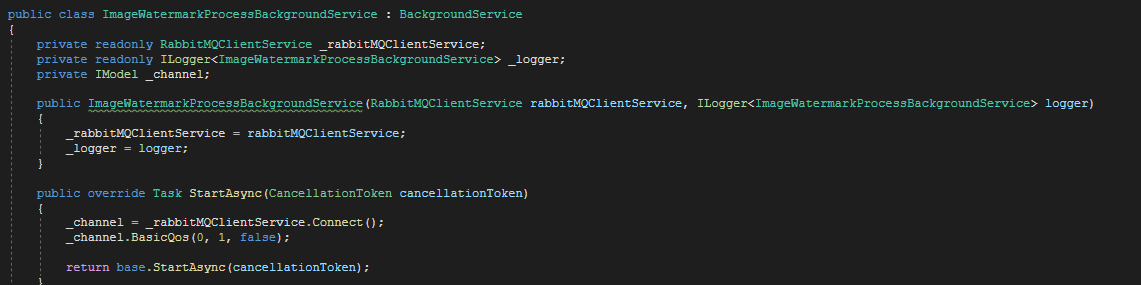 public class ImageWatermarkProcessBackgroundService : BackgroundService
{
    private readonly RabbitMQClientService _rabbitMQClientService;
    private readonly ILogger<ImageWatermarkProcessBackgroundService> _logger;
    private IModel _channel;

    public ImageWatermarkProcessBackgroundService(RabbitMQClientService rabbitMQClientService, ILogger<ImageWatermarkProcessBackgroundService> logger)
    {
        _rabbitMQClientService = rabbitMQClientService;
        _logger = logger;
    }

    public override Task StartAsync(CancellationToken cancellationToken)
    {
        _channel = _rabbitMQClientService.Connect();
        _channel.BasicQos(0, 1, false);

        return base.StartAsync(cancellationToken);
    }